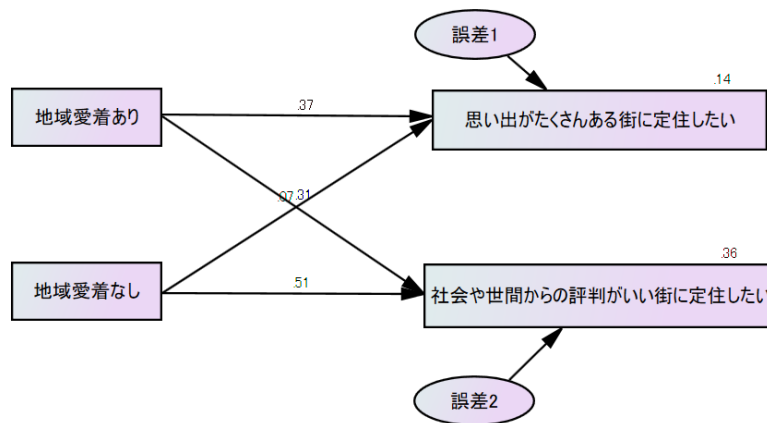 誤差1
.14
地域愛着あり
.37
思い出がたくさんある街に定住したい
.07
.31
.36
地域愛着なし
.51
社会や世間からの評判がいい街に定住したい
誤差2